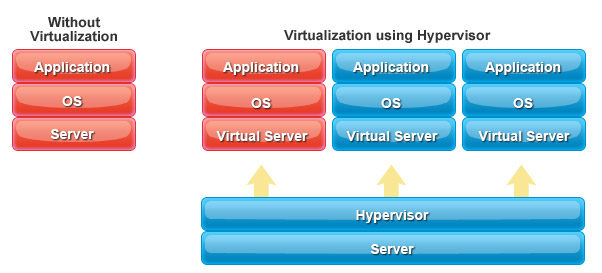 Without
Virtualization
Application
OS
Server
Virtualization using Hypervisor
Application
Application
Application
OS
OS
OS
Virtual Server
Virtual Server
Virtual Server
Hypervisor
Server